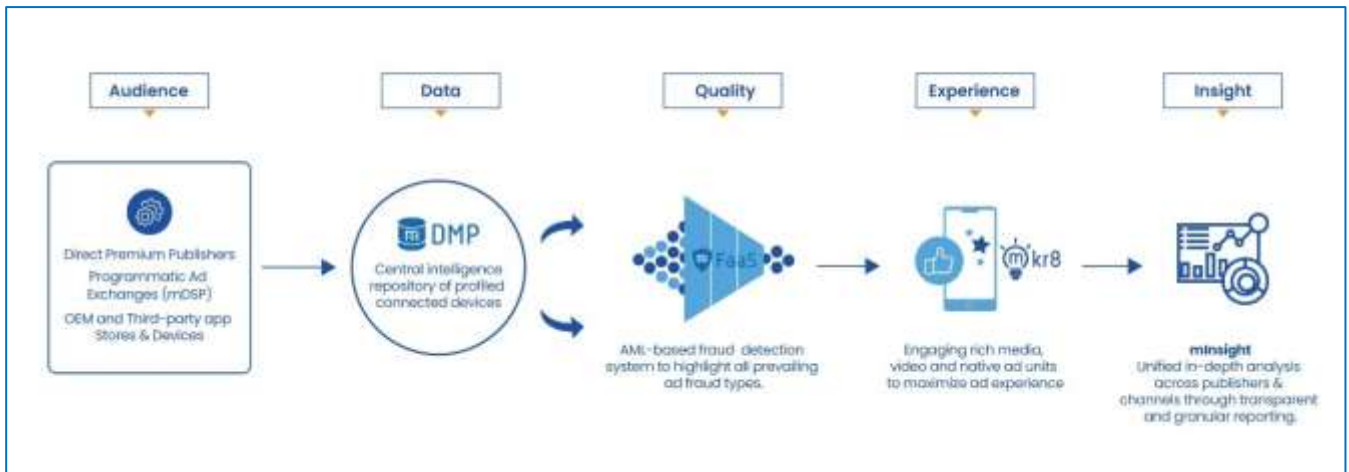 Audience
Data
Quality
Experience
Insight
Direct Premium Publishers
Programmatic Ad
Exchanges (mDSP)
OEM and Third-party app
Stores & Devices
m DMP
Central intelligence
repository of profiled
connected devices
FaaS
AML-based fraud detection
system to highlight all prevailing
ad fraud types.
m kr8
Engaging rich media,
video and native ad units
to maximize ad experience
mInsight
Unified in-depth analysis
across publishers &
channels through transparent
and granular reporting.